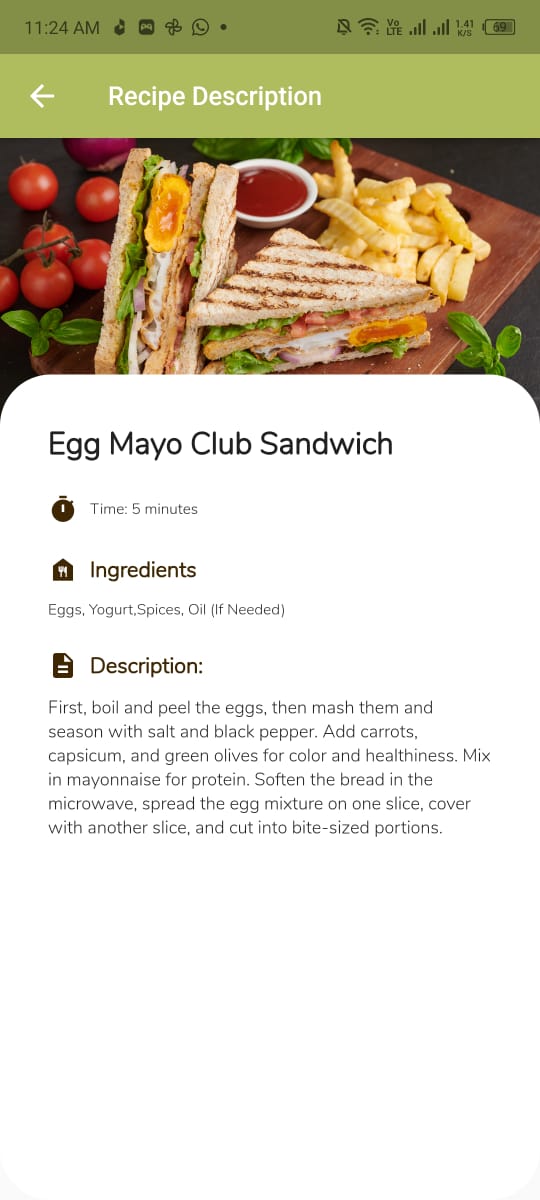 11:24 AM
Vo
LTE
1.41
K/S
69
Recipe Description
Egg Mayo Club Sandwich
Time: 5 minutes
Ingredients
Eggs, Yogurt,Spices, Oil (If Needed)
Description:
First, boil and peel the eggs, then mash them and
season with salt and black pepper. Add carrots,
capsicum, and green olives for color and healthiness. Mix
in mayonnaise for protein. Soften the bread in the
microwave, spread the egg mixture on one slice, cover
with another slice, and cut into bite-sized portions.